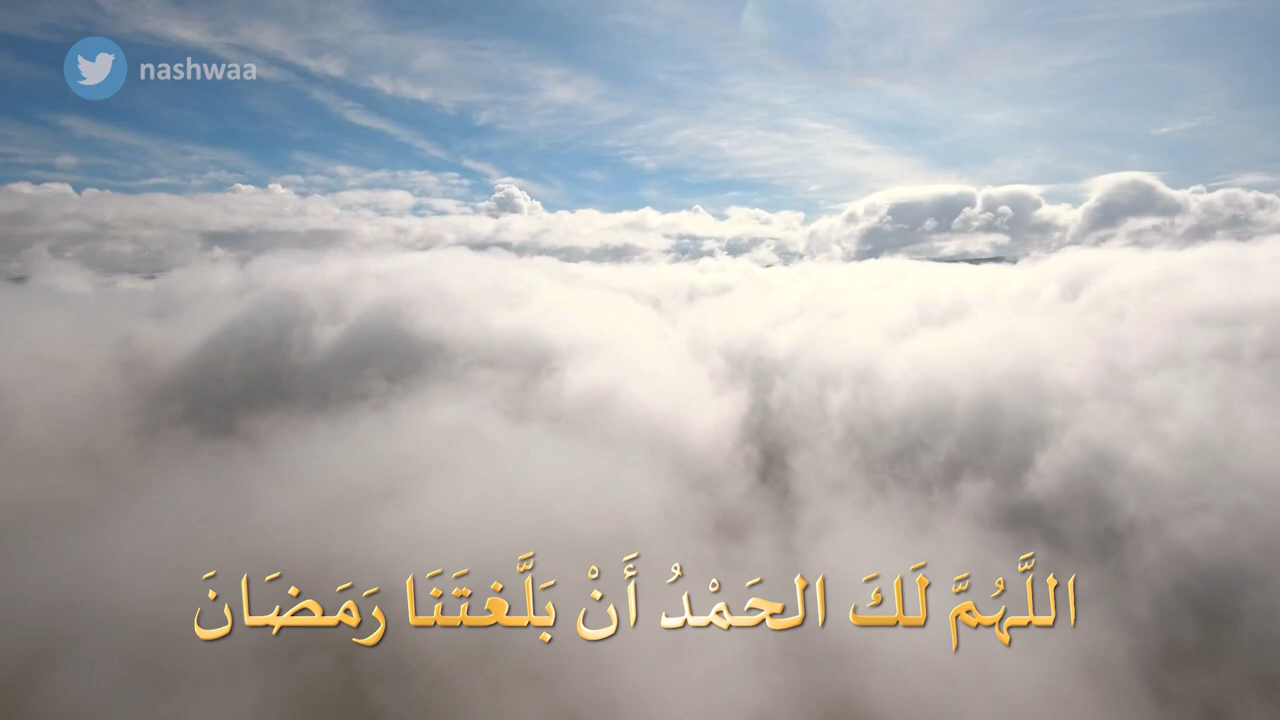 nashwaa
اللَّهُمَّ لَكَ الحَمْدُ أَنْ بَلَّغتَنَا رَمَضَانَ